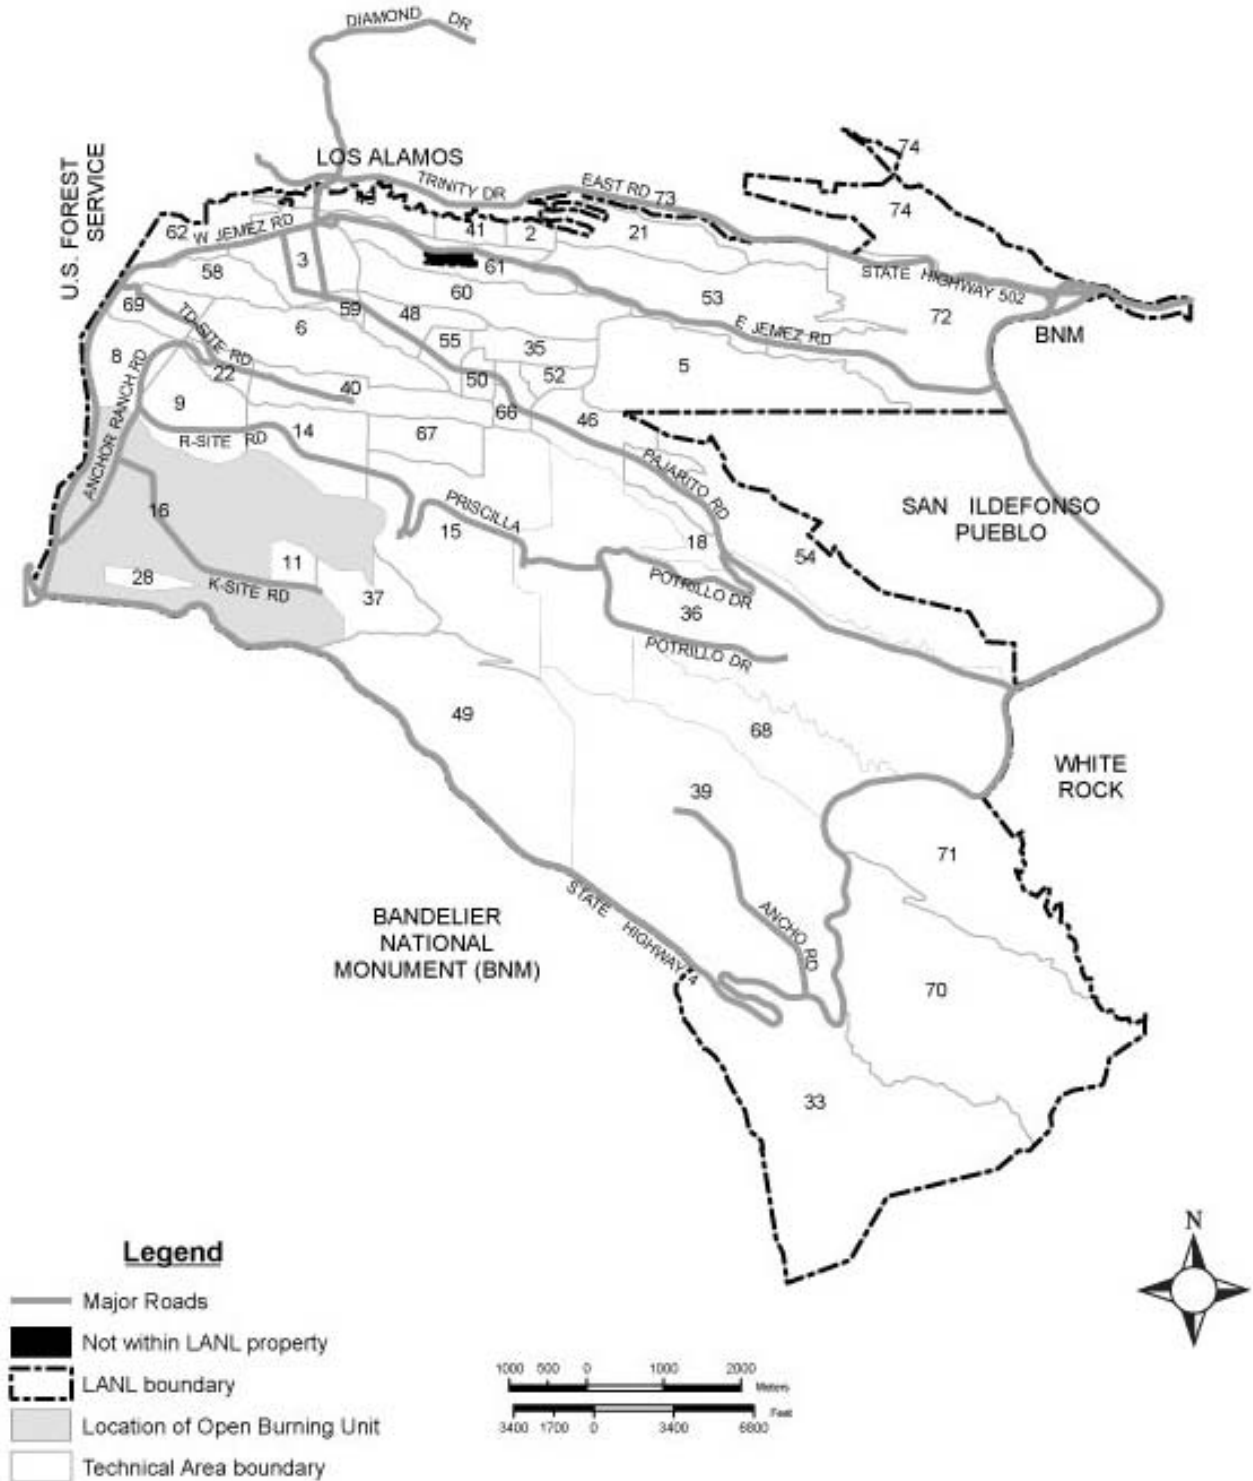 DIAMOND DR
LOS ALAMOS
U.S. FOREST
SERVICE
TRINITY DR
EAST RD
73
74
74
62
W JEMEZ RD
41
2
21
3
58
61
60
53
STATE HIGHWAY 502
72
BNM
69
TD-SITE RD
6
59
48
55
35
E JEMEZ RD
5
8
22
40
50
52
9
ANCHOR RANCH RD
R-SITE RD
14
67
66
46
PAJARITO RD
SAN ILDEFONSO
PUEBLO
16
PRISCILLA
15
18
54
28
11
K-SITE RD
37
POTRILLO DR
36
POTRILLO DR
49
68
39
WHITE
ROCK
71
STATE HIGHWAY 4
ANCHO RD
BANDELIER
NATIONAL
MONUMENT (BNM)
70
33
N
Legend
Major Roads
Not within LANL property
LANL boundary
Location of Open Burning Unit
Technical Area boundary
1000 500 0 1000 2000
Meters
3400 1700 0 3400 6800
Feet